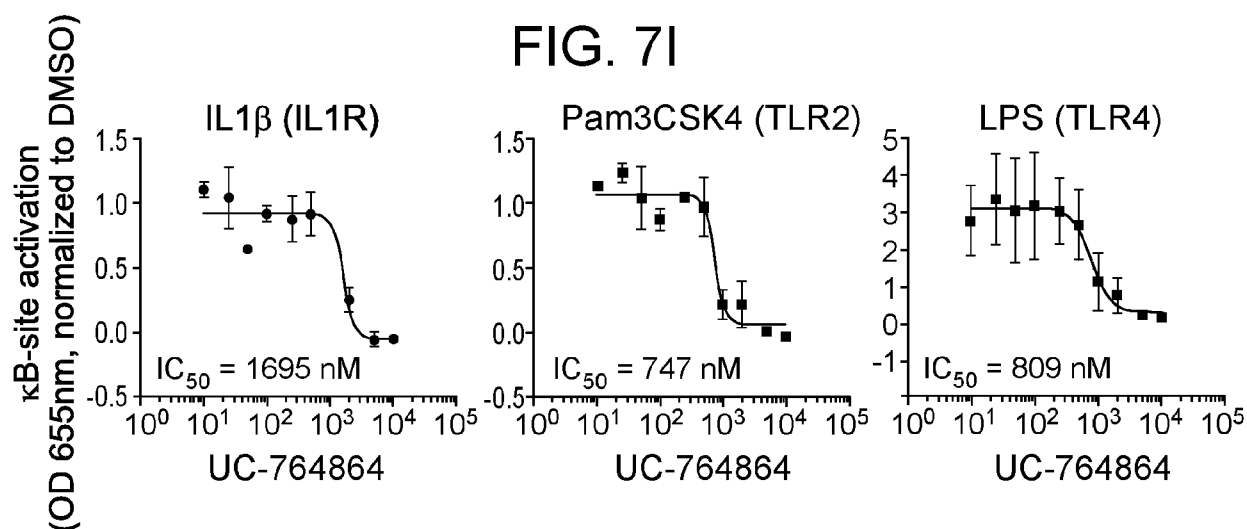 FIG. 7I
κB-site activation
(OD 655nm, normalized to DMSO)
IL1β (IL1R)
1.5
1.0
0.5
0.0
-0.5
IC50 = 1695 nM
10^0 10^1 10^2 10^3 10^4 10^5
UC-764864
Pam3CSK4 (TLR2)
1.5
1.0
0.5
0.0
0.5
IC50 = 747 nM
10^0 10^1 10^2 10^3 10^4 10^5
UC-764864
LPS (TLR4)
5
4
3
2
1
0
-1
IC50 = 809 nM
10^0 10^1 10^2 10^3 10^4 10^5
UC-764864